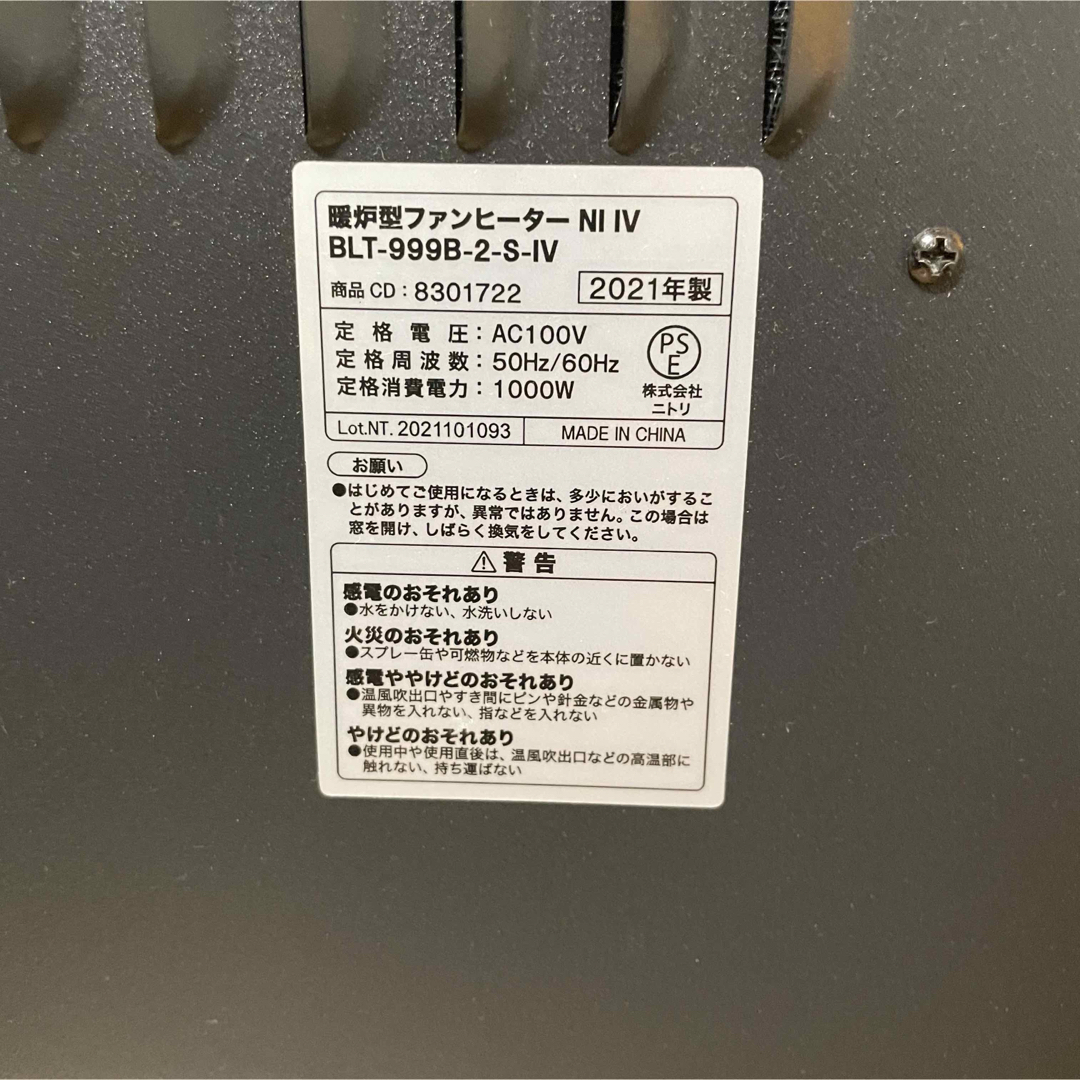 暖炉型ファンヒーター NI IV
BLT-999B-2-S-IV
商品 CD : 8301722
2021年製
定格電圧 : AC100V
定格周波数 : 50Hz/60Hz
定格消費電力 : 1000W
PS
E
株式会社
ニトリ
Lot.NT. 2021101093
MADE IN CHINA
お願い
●はじめてご使用になるときは、多少においがするこ
とがありますが、異常ではありません。この場合は
窓を開け、しばらく換気をしてください。
⚠警告
感電のおそれあり
●水をかけない、水洗いしない
火災のおそれあり
●スプレー缶や可燃物などを本体の近くに置かない
感電ややけどのおそれあり
●温風吹出口やすき間にピンや針金などの金属物や
異物を入れない、指などを入れない
やけどのおそれあり
●使用中や使用直後は、温風吹出口などの高温部に
触れない、持ち運ばない